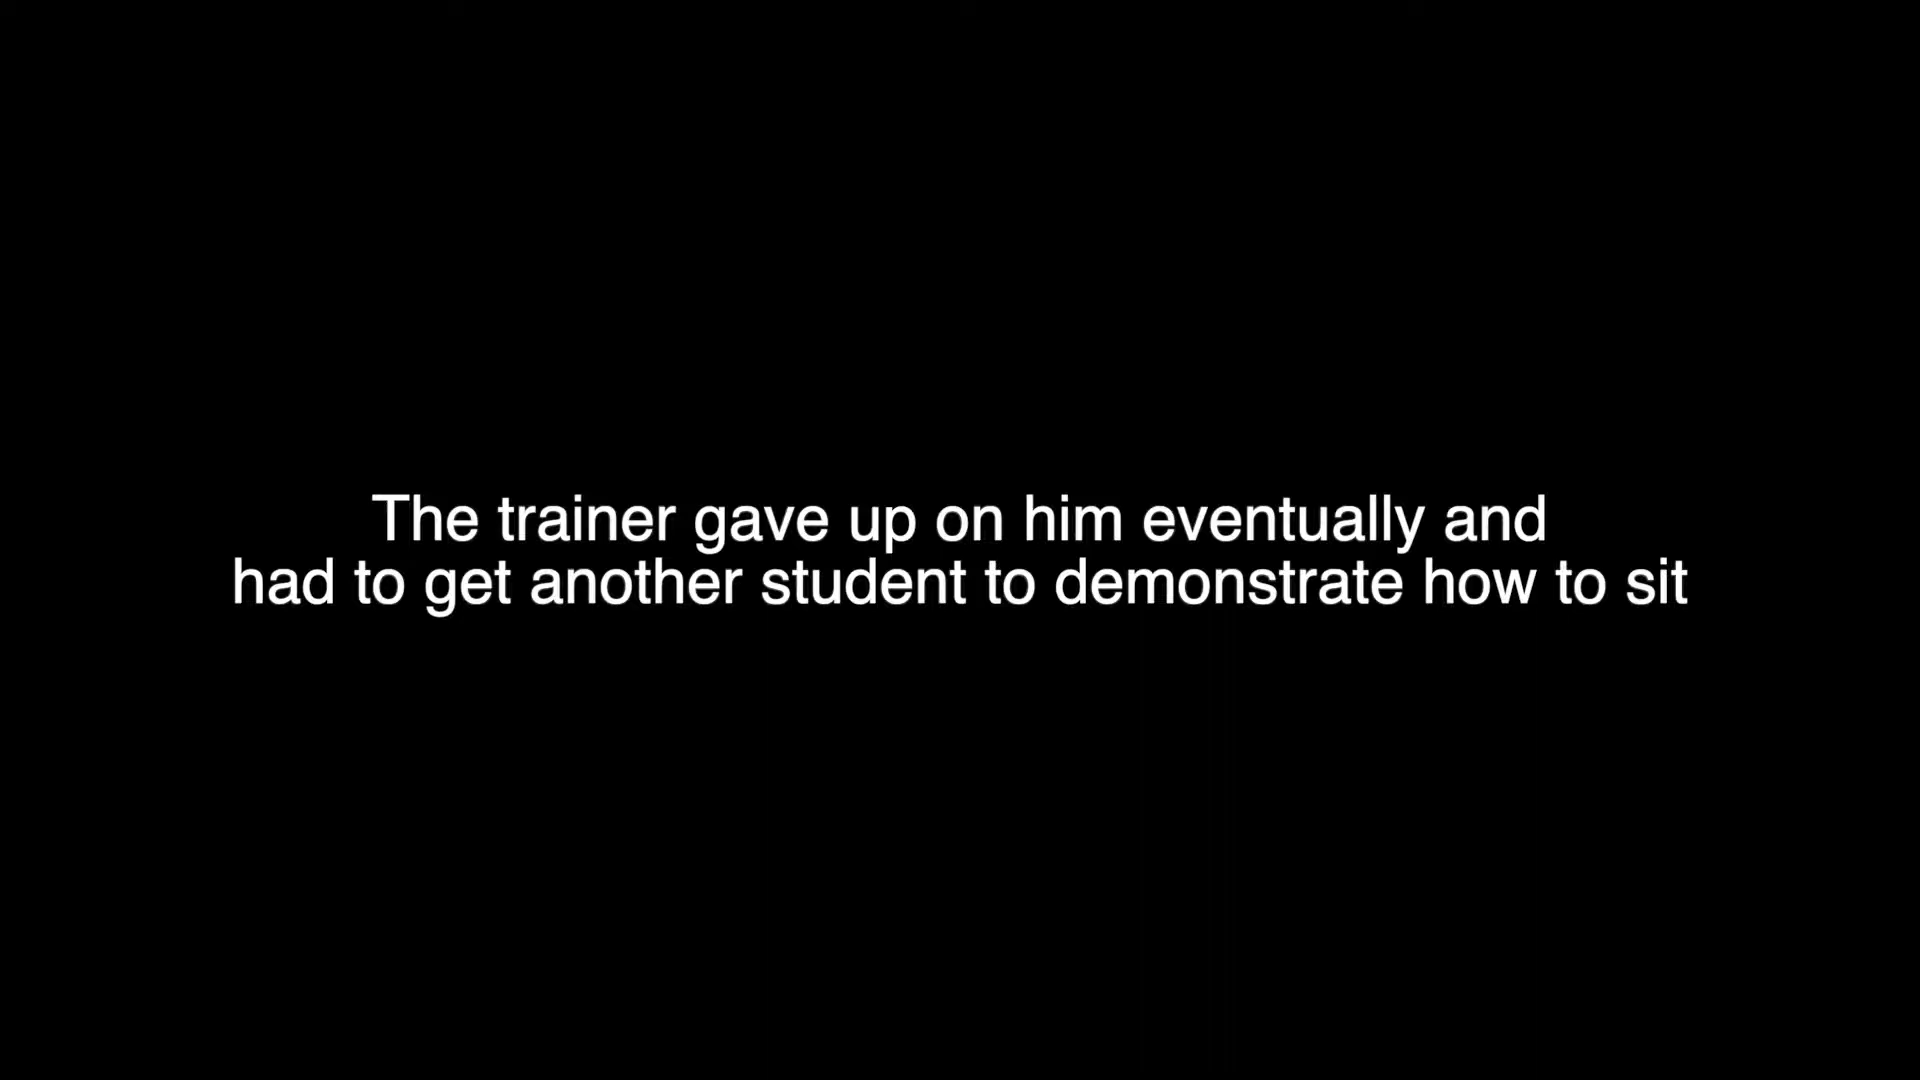 The trainer gave up on him eventually and
had to get another student to demonstrate how to sit